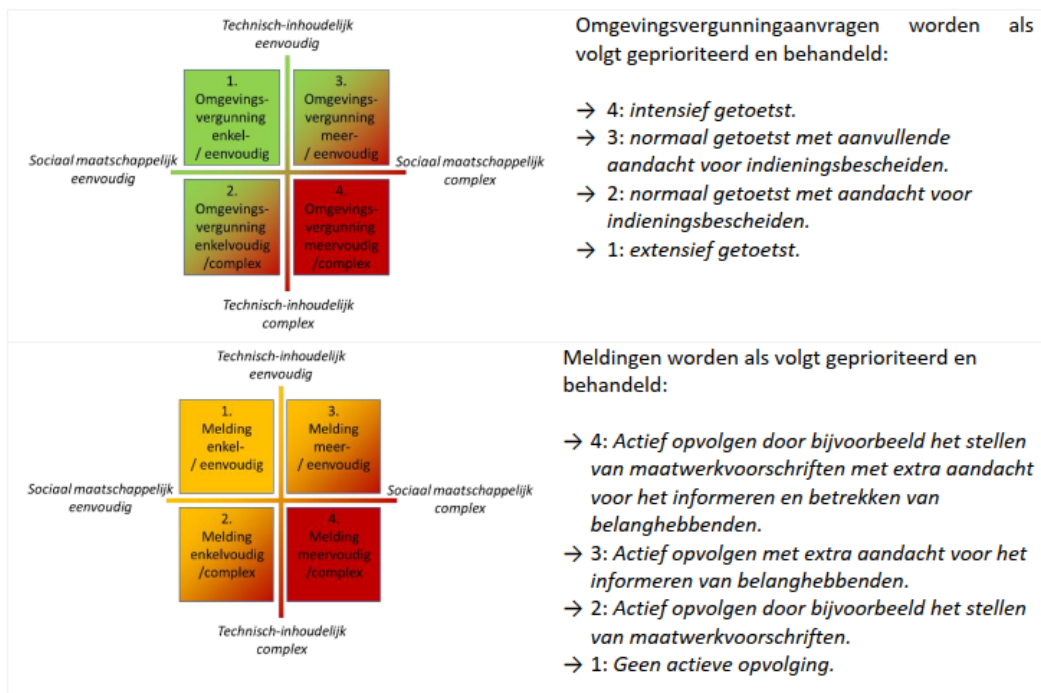 Technisch-inhoudelijk
eenvoudig
1.
Omgevings-
vergunning
enkel-
/ eenvoudig
3.
Omgevings-
vergunning
meer-
/ eenvoudig
Sociaal maatschappelijk
eenvoudig
Sociaal maatschappelijk
complex
2.
Omgevings-
vergunning
enkelvoudig
/complex
4.
Omgevings-
vergunning
meervoudig
/complex
Technisch-inhoudelijk
complex
Omgevingsvergunningaanvragen worden als
volgt geprioriteerd en behandeld:
→ 4: intensief getoetst.
→ 3: normaal getoetst met aanvullende
aandacht voor indieningsbescheiden.
→ 2: normaal getoetst met aandacht voor
indieningsbescheiden.
→ 1: extensief getoetst.
Technisch-inhoudelijk
eenvoudig
1.
Melding
enkel-
/ eenvoudig
3.
Melding
meer-
/ eenvoudig
Sociaal maatschappelijk
eenvoudig
Sociaal maatschappelijk
complex
2.
Melding
enkelvoudig
/complex
4.
Melding
meervoudig
/complex
Technisch-inhoudelijk
complex
Meldingen worden als volgt geprioriteerd en
behandeld:
→ 4: Actief opvolgen door bijvoorbeeld het stellen
van maatwerkvoorschriften met extra aandacht
voor het informeren en betrekken van
belanghebbenden.
→ 3: Actief opvolgen met extra aandacht voor het
informeren van belanghebbenden.
→ 2: Actief opvolgen door bijvoorbeeld het stellen
van maatwerkvoorschriften.
→ 1: Geen actieve opvolging.